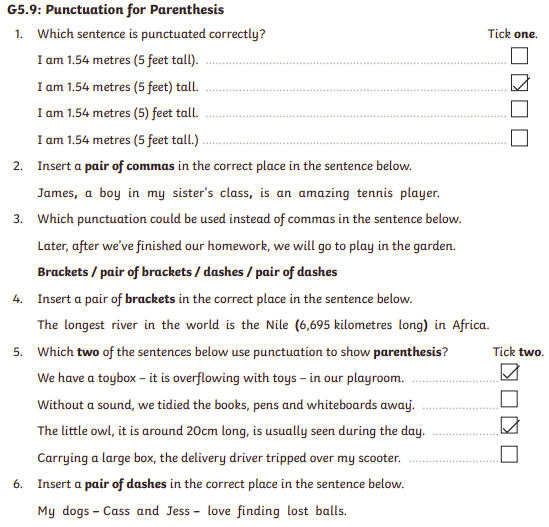 G5.9: Punctuation for Parenthesis
1. Which sentence is punctuated correctly? Tick one.
I am 1.54 metres (5 feet tall).
I am 1.54 metres (5 feet) tall.
I am 1.54 metres (5) feet tall.
I am 1.54 metres (5 feet tall.)
2. Insert a pair of commas in the correct place in the sentence below.
James, a boy in my sister's class, is an amazing tennis player.
3. Which punctuation could be used instead of commas in the sentence below.
Later, after we've finished our homework, we will go to play in the garden.
Brackets / pair of brackets / dashes / pair of dashes
4. Insert a pair of brackets in the correct place in the sentence below.
The longest river in the world is the Nile (6,695 kilometres long) in Africa.
5. Which two of the sentences below use punctuation to show parenthesis? Tick two.
We have a toybox – it is overflowing with toys – in our playroom.
Without a sound, we tidied the books, pens and whiteboards away.
The little owl, it is around 20cm long, is usually seen during the day.
Carrying a large box, the delivery driver tripped over my scooter.
6. Insert a pair of dashes in the correct place in the sentence below.
My dogs – Cass and Jess – love finding lost balls.